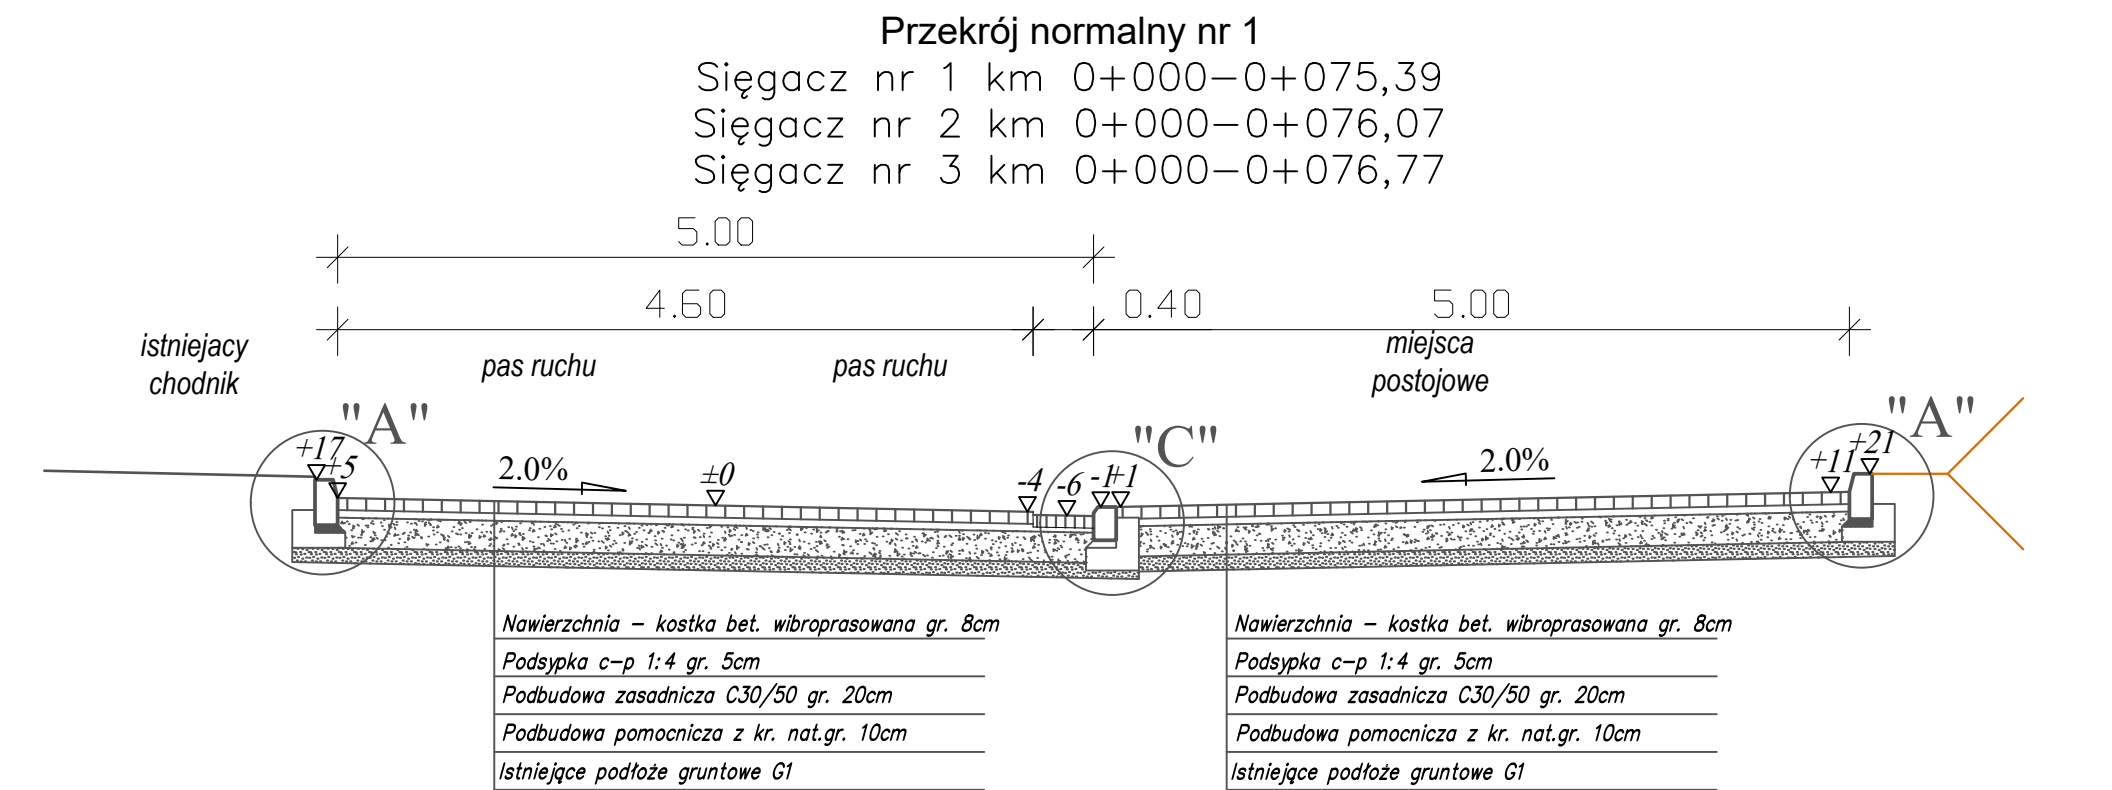 Przekrój normalny nr 1
Sięgacz nr 1 km 0+000-0+075,39
Sięgacz nr 2 km 0+000-0+076,07
Sięgacz nr 3 km 0+000-0+076,77
5.00
4.60 0.40 5.00
istniejacy
chodnik
pas ruchu pas ruchu
miejsca
postojowe
"A" "C" "A"
+17 +5 2.0% ±0 -4 -6 -1 +1 2.0% +11 +21
Nawierzchnia – kostka bet. wibroprasowana gr. 8cm
Podsypka c-p 1:4 gr. 5cm
Podbudowa zasadnicza C30/50 gr. 20cm
Podbudowa pomocnicza z kr. nat.gr. 10cm
Istniejące podłoże gruntowe G1
Nawierzchnia – kostka bet. wibroprasowana gr. 8cm
Podsypka c-p 1:4 gr. 5cm
Podbudowa zasadnicza C30/50 gr. 20cm
Podbudowa pomocnicza z kr. nat.gr. 10cm
Istniejące podłoże gruntowe G1